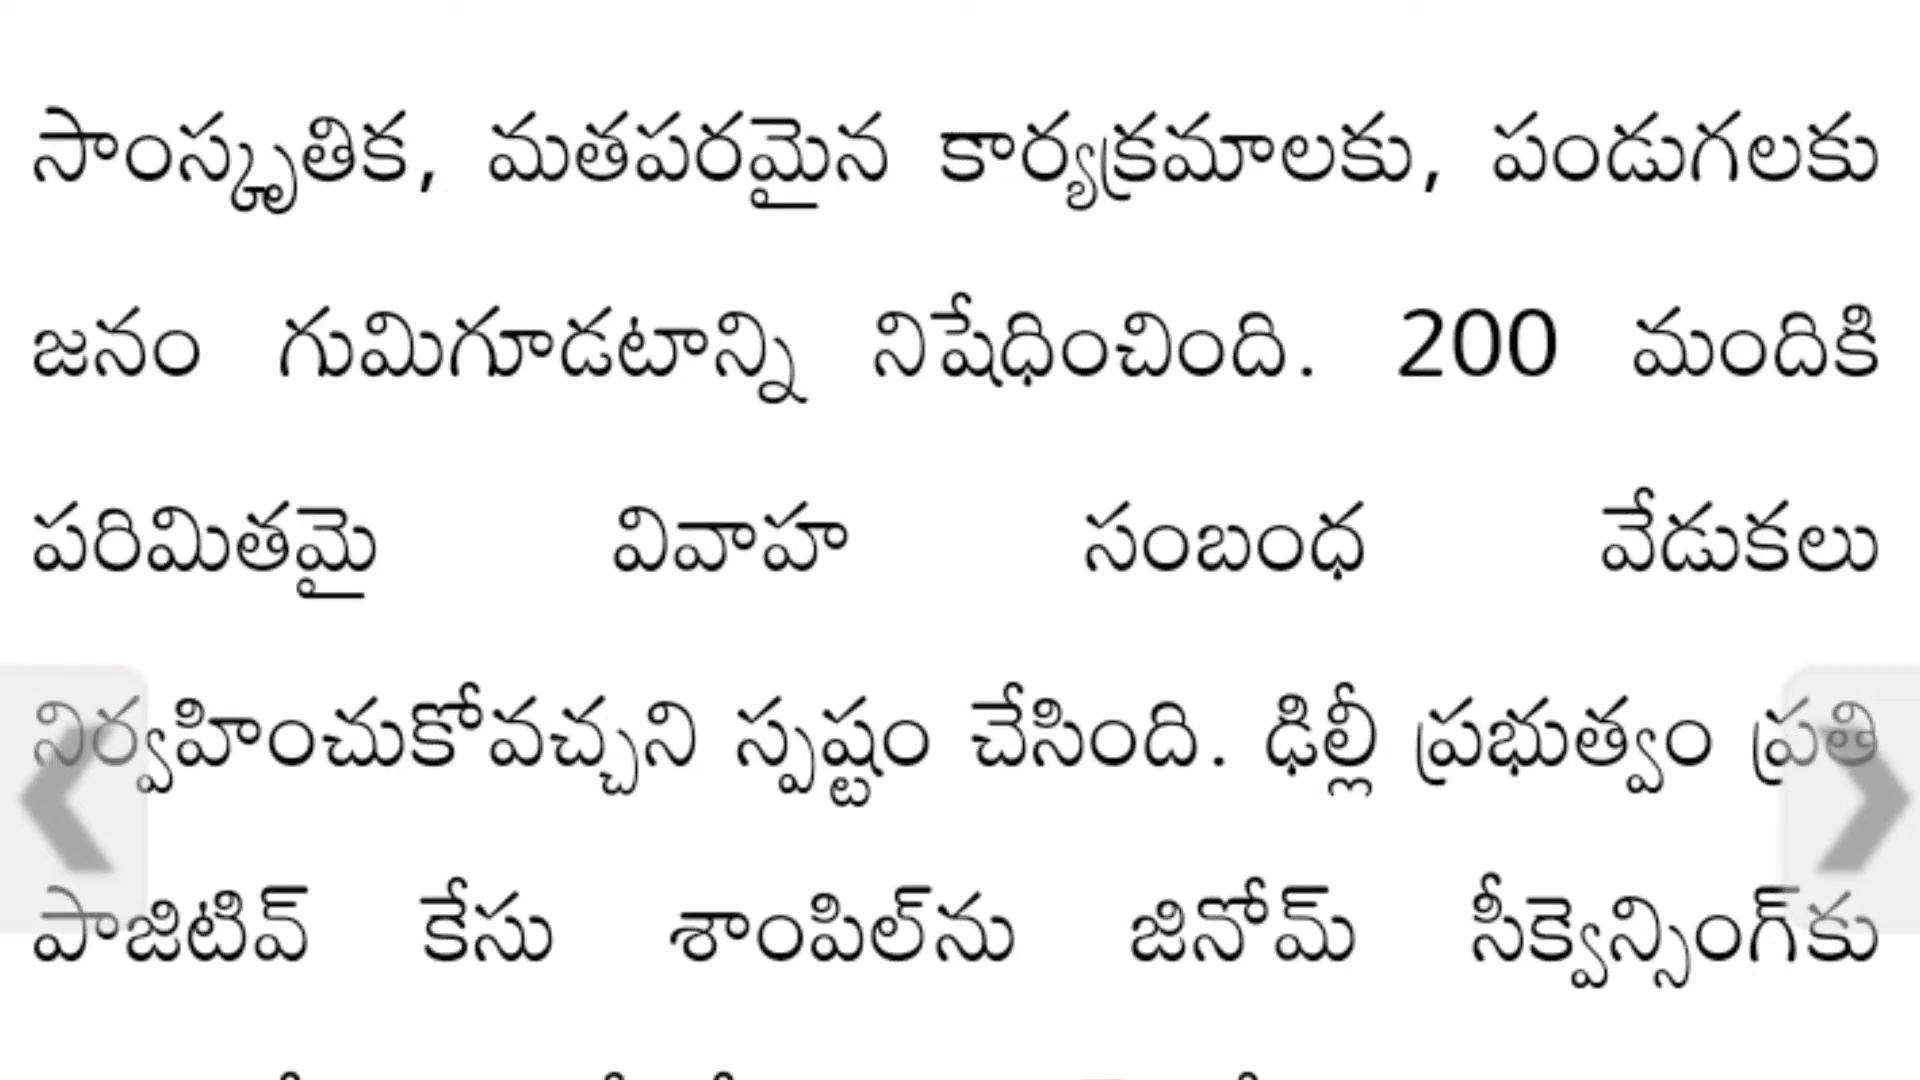 సాంస్కృతిక, మతపరమైన కార్యక్రమాలకు, పండుగలకు
జనం గుమిగూడటాన్ని నిషేధించింది. 200 మందికి
పరిమితమై వివాహ సంబంధ వేడుకలు
నిర్వహించుకోవచ్చని స్పష్టం చేసింది. ఢిల్లీ ప్రభుత్వం ప్రతి
పాజిటివ్ కేసు శాంపిల్‌ను జినోమ్ సీక్వెన్సింగ్‌కు